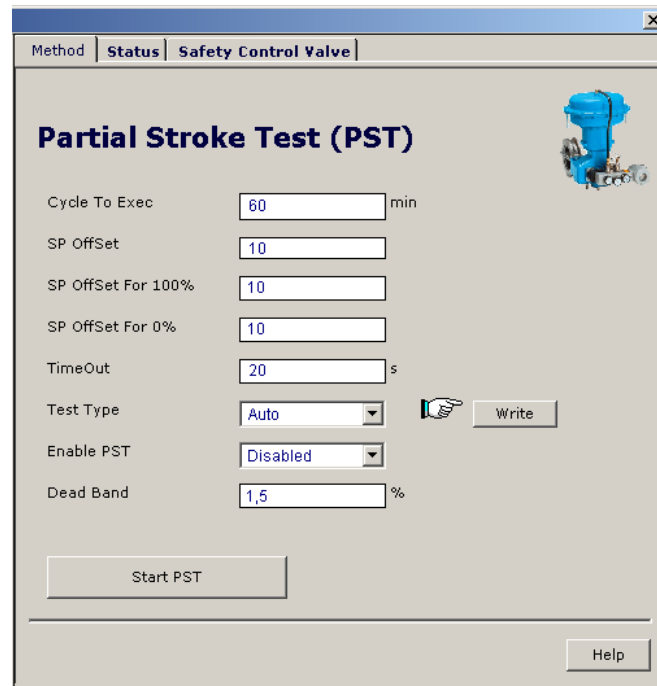 Method Status Safety Control Valve
Partial Stroke Test (PST)
Cycle To Exec 60 min
SP OffSet 10
SP OffSet For 100% 10
SP OffSet For 0% 10
TimeOut 20 s
Test Type Auto Write
Enable PST Disabled
Dead Band 1,5 %
Start PST
Help